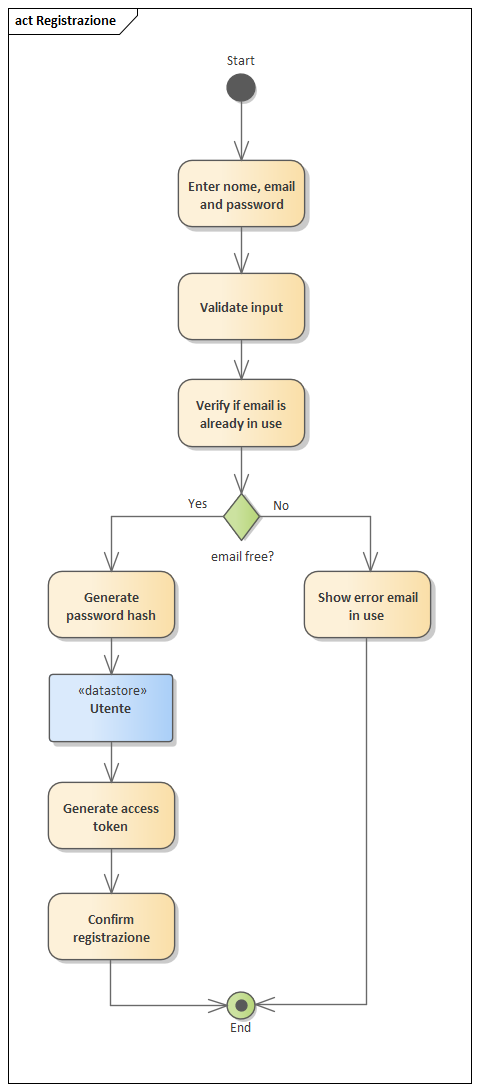 act Registrazione
Start
Enter nome, email
and password
Validate input
Verify if email is
already in use
Yes
No
email free?
Generate
password hash
Show error email
in use
«datastore»
Utente
Generate access
token
Confirm
registrazione
End